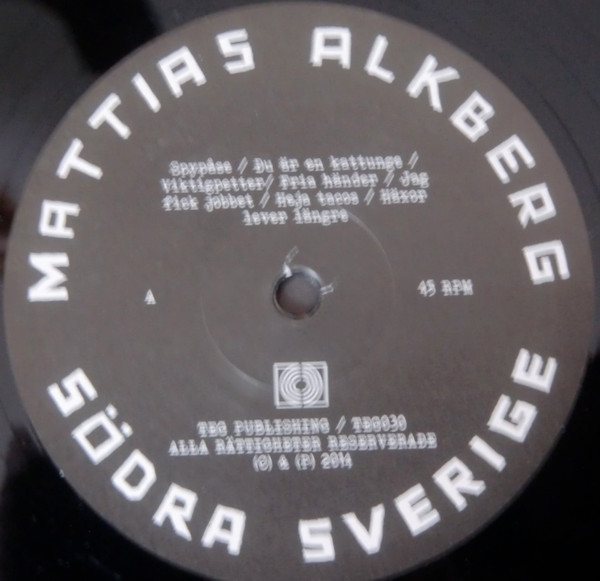 MATTIAS ALKBERG
Spypåse / Du är en kattunge /
Viktigpetter/ Fria händer / Jag
fick jobbet / Heja tacos / Häxor
lever längre
A
45 RPM
TEG PUBLISHING // TEG030
ALLA RÄTTIGHETER RESERVERADE
(C) & (P) 2014
SÖDRA SVERIGE